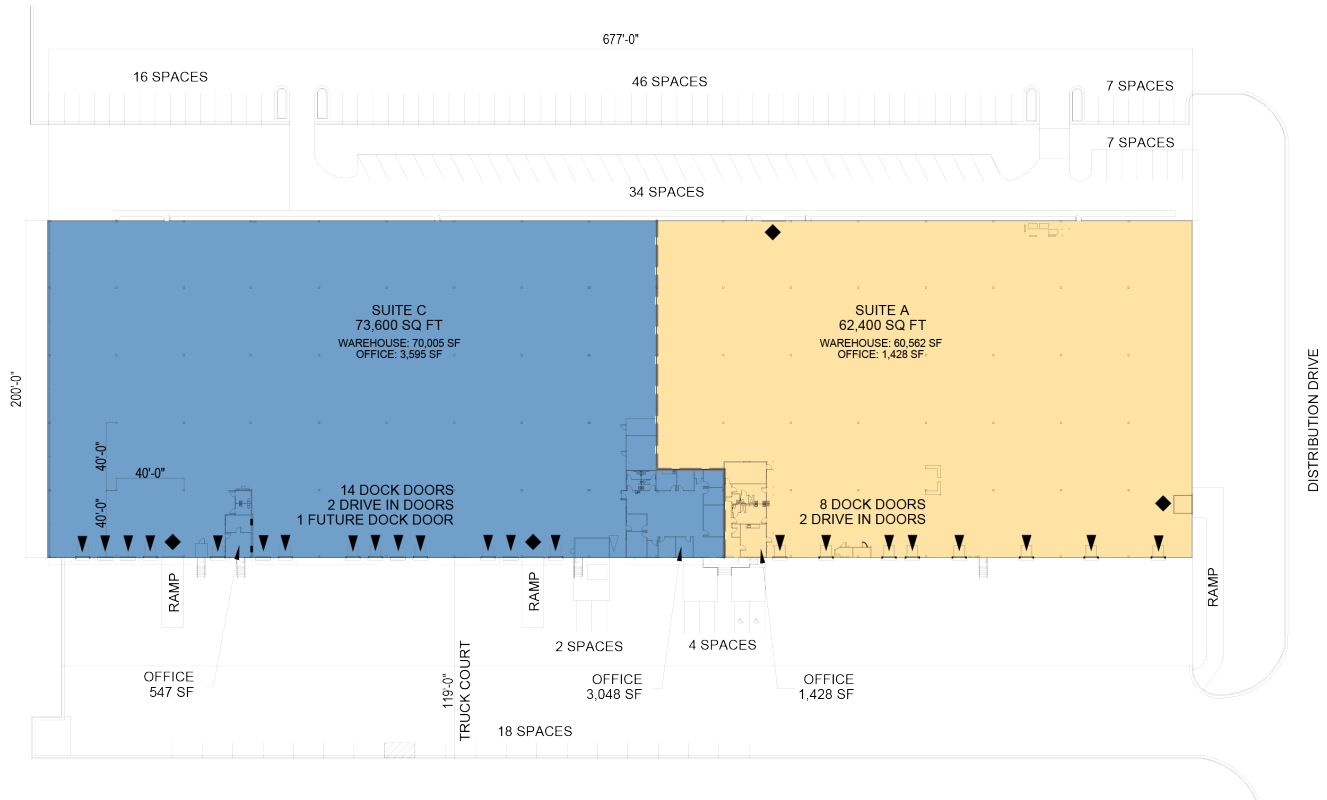 677'-0"
16 SPACES
46 SPACES
7 SPACES
7 SPACES
34 SPACES
200'-0"
SUITE C
73,600 SQ FT
WAREHOUSE: 70,005 SF
OFFICE: 3,595 SF
SUITE A
62,400 SQ FT
WAREHOUSE: 60,562 SF
OFFICE: 1,428 SF
DISTRIBUTION DRIVE
40'-0"
40'-0"
40'-0"
14 DOCK DOORS
2 DRIVE IN DOORS
1 FUTURE DOCK DOOR
8 DOCK DOORS
2 DRIVE IN DOORS
RAMP
RAMP
RAMP
2 SPACES
4 SPACES
OFFICE
547 SF
119'-0"
TRUCK COURT
OFFICE
3,048 SF
OFFICE
1,428 SF
18 SPACES